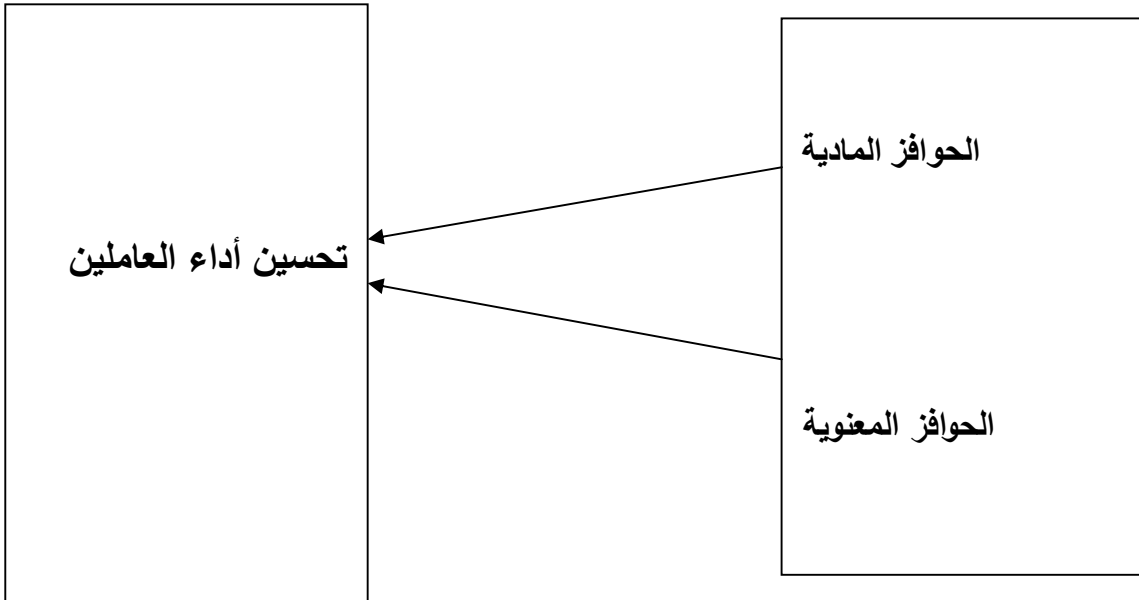 الحوافز المادية
تحسين أداء العاملين
الحوافز المعنوية